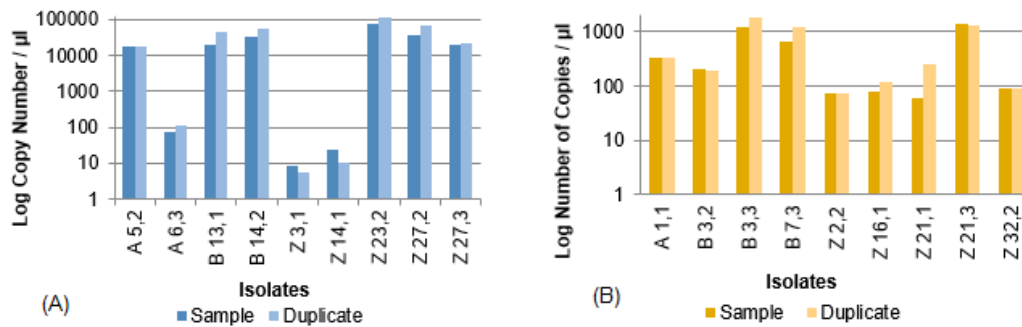 Log Copy Number / µl
100000
10000
1000
100
10
1
A 5,2
A 6,3
B 13,1
B 14,2
Z 3,1
Z 14,1
Z 23,2
Z 27,2
Z 27,3
Isolates
(A)
Sample Duplicate
Log Number of Copies / µl
1000
100
10
1
A 1,1
B 3,2
B 3,3
B 7,3
Z 2,2
Z 16,1
Z 21,1
Z 21,3
Z 32,2
Isolates
(B)
Sample Duplicate